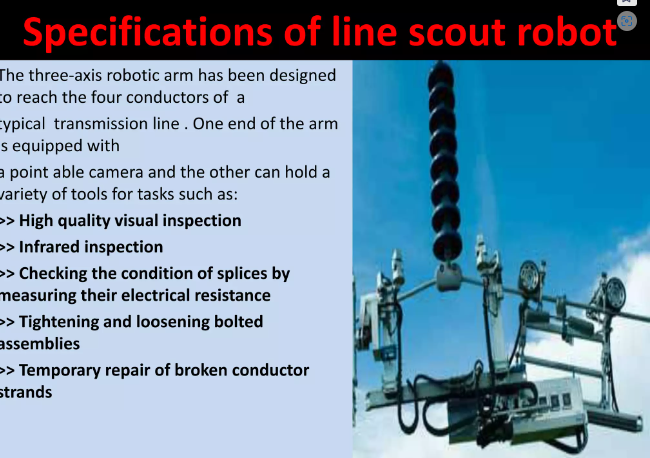 Specifications of line scout robot
The three-axis robotic arm has been designed
to reach the four conductors of a
typical transmission line . One end of the arm
is equipped with
a point able camera and the other can hold a
variety of tools for tasks such as:
>> High quality visual inspection
>> Infrared inspection
>> Checking the condition of splices by
measuring their electrical resistance
>> Tightening and loosening bolted
assemblies
>> Temporary repair of broken conductor
strands